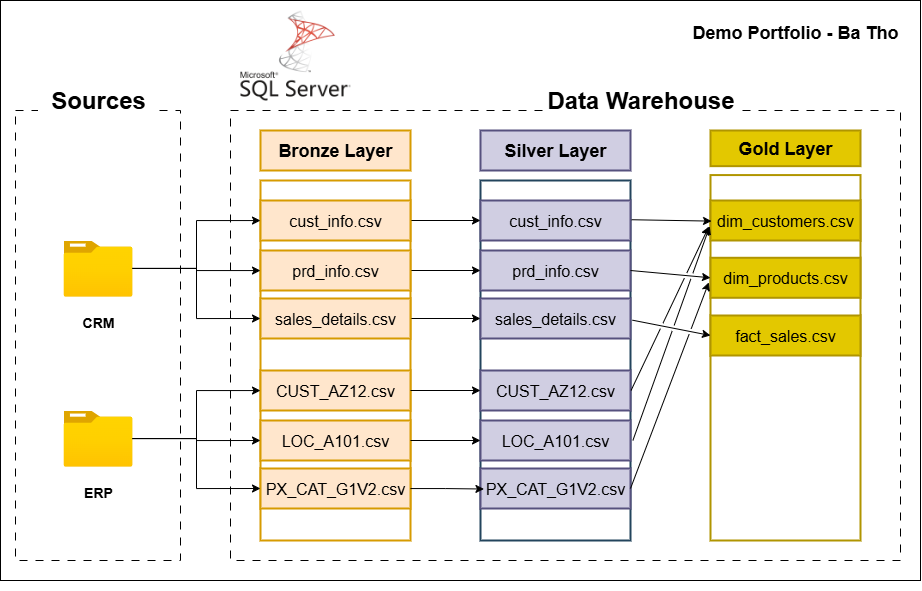 Demo Portfolio - Ba Tho
Microsoft®
SQL Server®
Sources
Data Warehouse
Bronze Layer
Silver Layer
Gold Layer
cust_info.csv
cust_info.csv
dim_customers.csv
prd_info.csv
prd_info.csv
dim_products.csv
sales_details.csv
sales_details.csv
fact_sales.csv
CRM
CUST_AZ12.csv
CUST_AZ12.csv
LOC_A101.csv
LOC_A101.csv
PX_CAT_G1V2.csv
PX_CAT_G1V2.csv
ERP